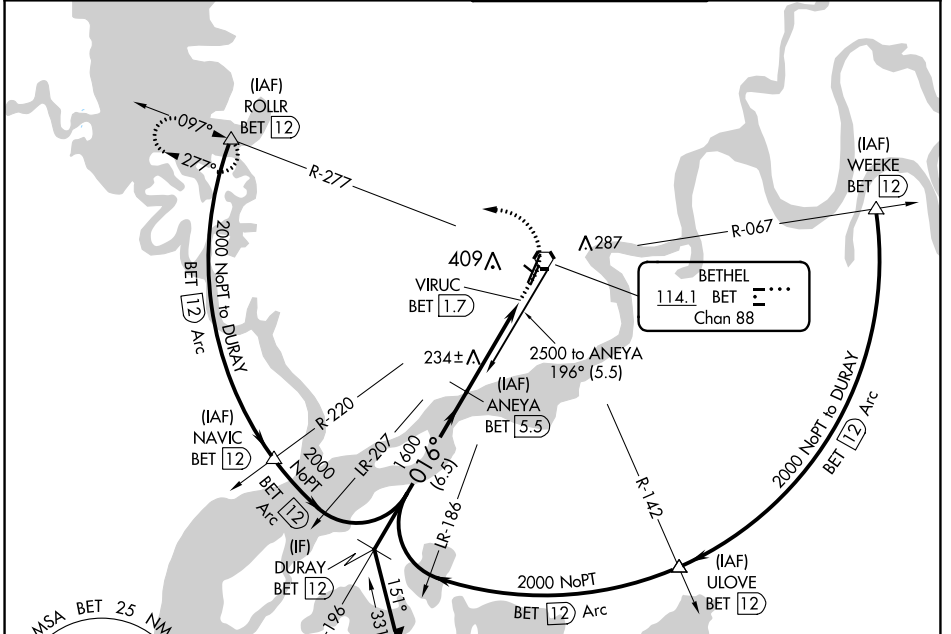 (IAF)
ROLLR
BET 12
097°
277°
R-277
(IAF)
WEEKE
BET 12
R-067
409
287
VIRUC
BET 1.7
BETHEL
114.1 BET
Chan 88
2000 NoPT to DURAY
BET 12 Arc
234±
2500 to ANEYA
196° (5.5)
(IAF)
ANEYA
BET 5.5
2000 NoPT to DURAY
BET 12 Arc
(IAF)
NAVIC
BET 12
R-220
2000
NoPT
BET 12
Arc
LR-207
1600
016°
(6.5)
LR-186
R-142
(IF)
DURAY
BET 12
2000 NoPT
BET 12 Arc
(IAF)
ULOVE
BET 12
-196
151°
331
MSA BET 25 NM